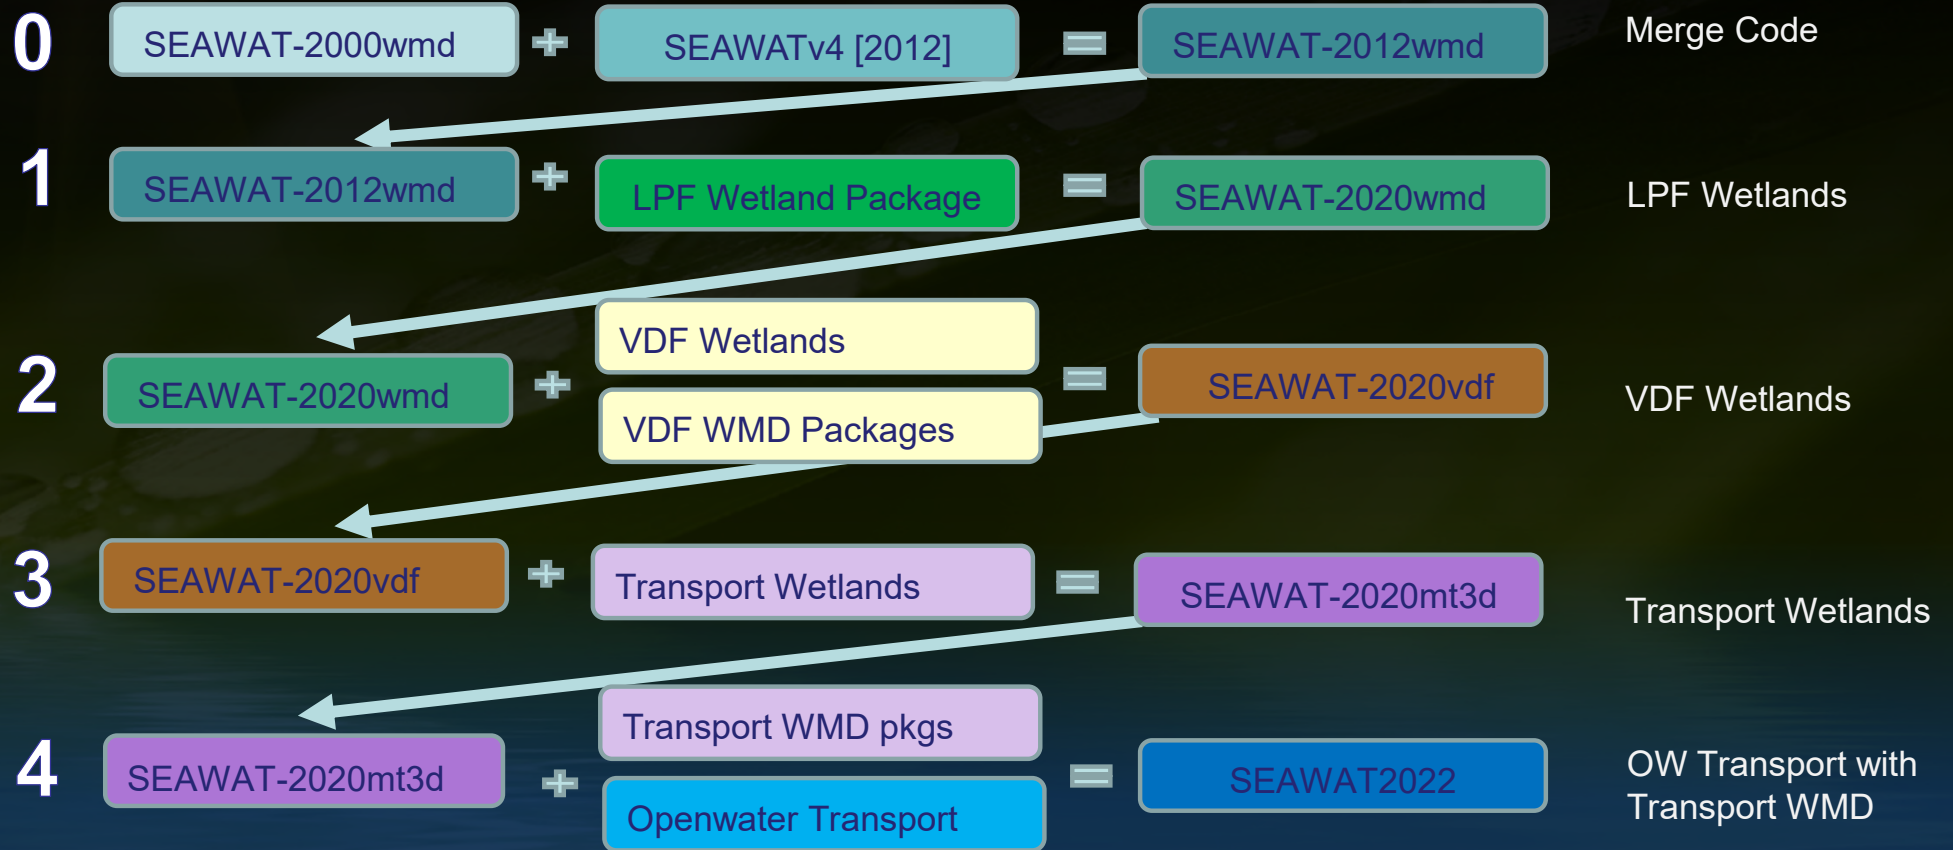 0
SEAWAT-2000wmd + SEAWATv4 [2012] = SEAWAT-2012wmd
Merge Code
1
SEAWAT-2012wmd + LPF Wetland Package = SEAWAT-2020wmd
LPF Wetlands
2
SEAWAT-2020wmd +
VDF Wetlands
VDF WMD Packages
= SEAWAT-2020vdf
VDF Wetlands
3
SEAWAT-2020vdf + Transport Wetlands = SEAWAT-2020mt3d
Transport Wetlands
4
SEAWAT-2020mt3d +
Transport WMD pkgs
Openwater Transport
= SEAWAT2022
OW Transport with
Transport WMD